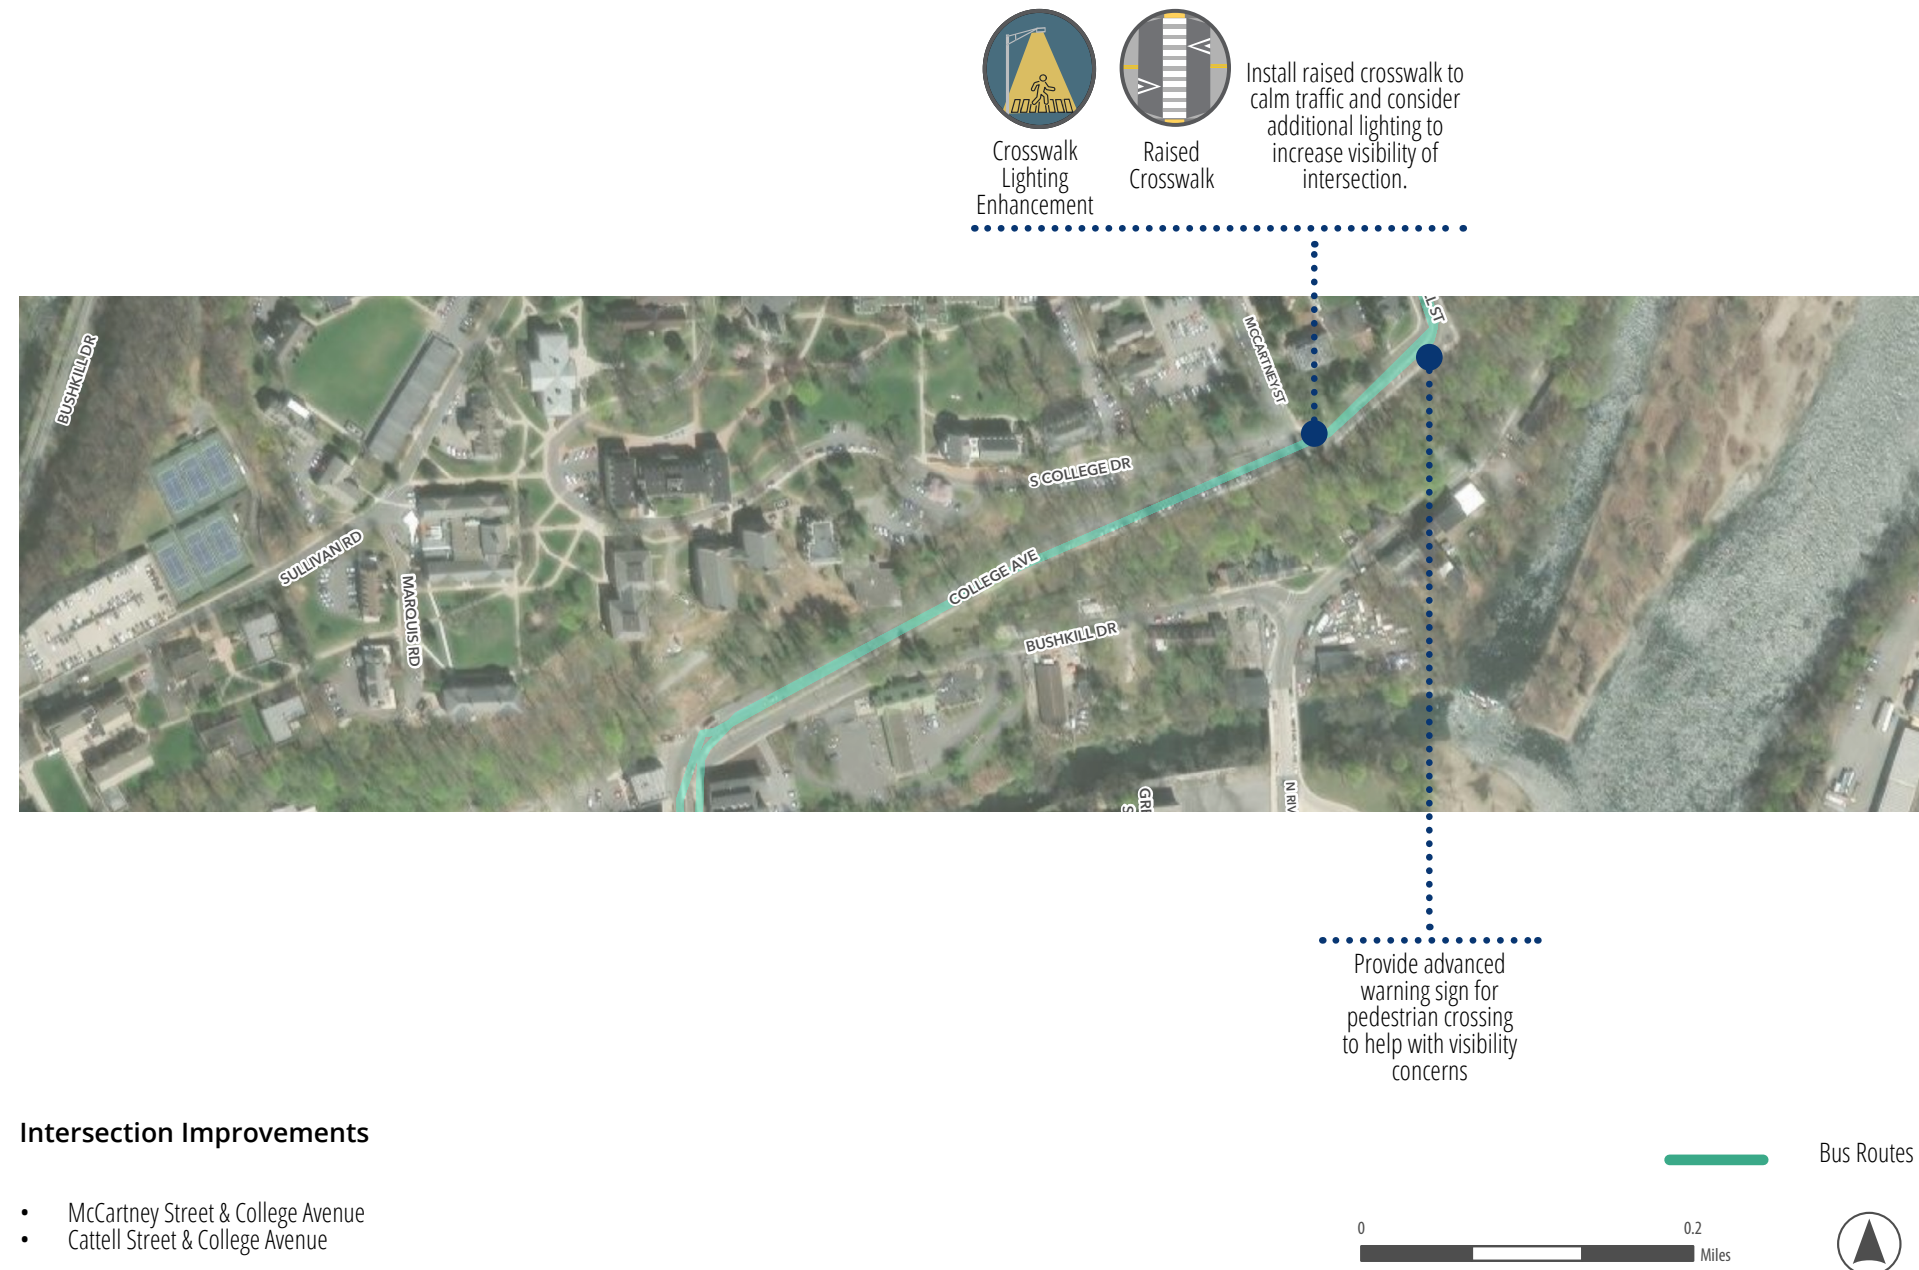 Crosswalk
Lighting
Enhancement
Raised
Crosswalk
Install raised crosswalk to
calm traffic and consider
additional lighting to
increase visibility of
intersection.
BUSHKILL DR
MCCARTNEY ST
L ST
S COLLEGE DR
SULLIVAN RD
MARQUIS RD
COLLEGE AVE
BUSHKILL DR
GRE
S
N RIV
Provide advanced
warning sign for
pedestrian crossing
to help with visibility
concerns
Intersection Improvements
• McCartney Street & College Avenue
• Cattell Street & College Avenue
Bus Routes
0 0.2
Miles